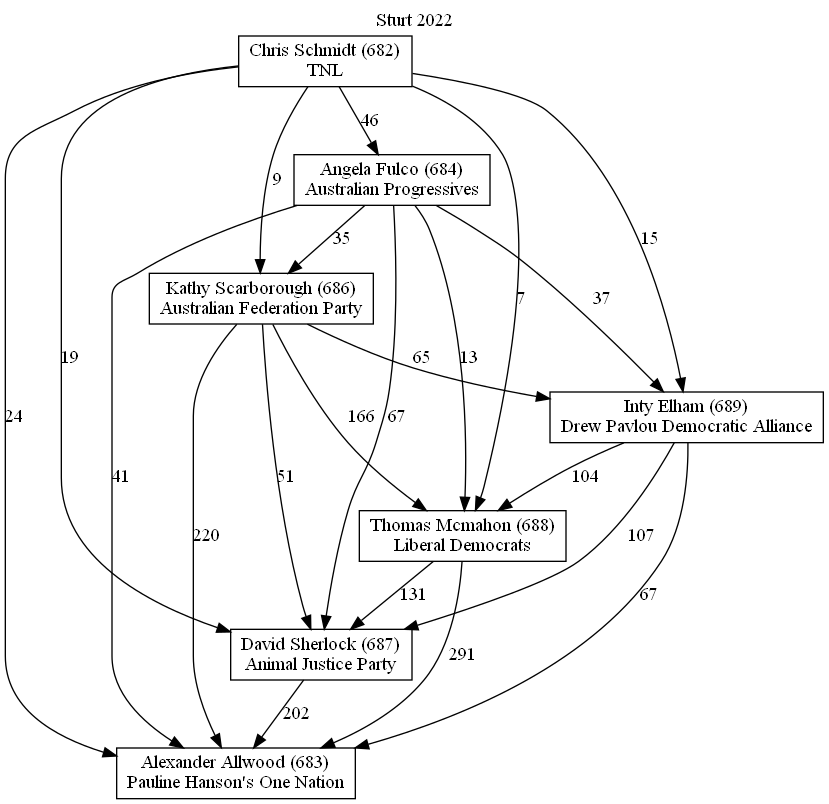 Sturt 2022
Chris Schmidt (682)
TNL
46
Angela Fulco (684)
Australian Progressives
9
35
15
Kathy Scarborough (686)
Australian Federation Party
7
37
19
65
13
Inty Elham (689)
Drew Pavlou Democratic Alliance
24
166
67
41
51
104
Thomas Mcmahon (688)
Liberal Democrats
220
107
131
67
David Sherlock (687)
Animal Justice Party
291
202
Alexander Allwood (683)
Pauline Hanson's One Nation